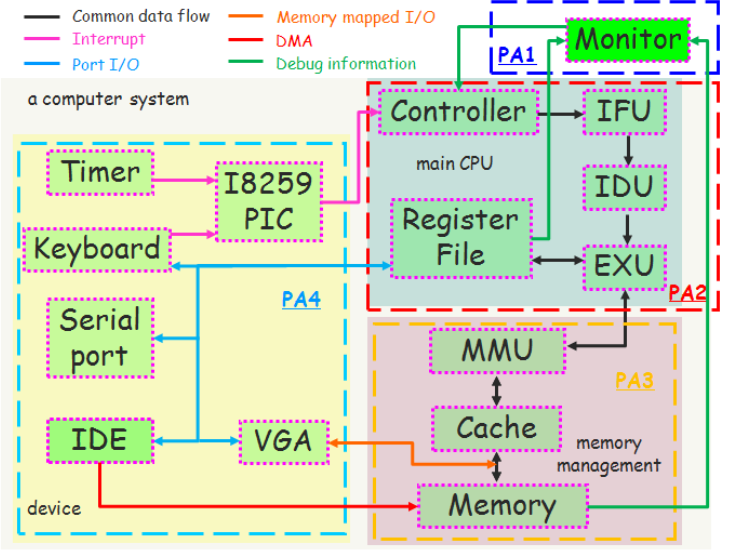 Common data flow
Memory mapped I/O
Interrupt
DMA
Port I/O
Debug information
PA1
Monitor
a computer system
Controller
IFU
main CPU
Timer
I8259
PIC
IDU
Register
File
Keyboard
EXU
PA4
PA2
Serial
port
MMU
PA3
Cache
IDE
VGA
memory
management
Memory
device